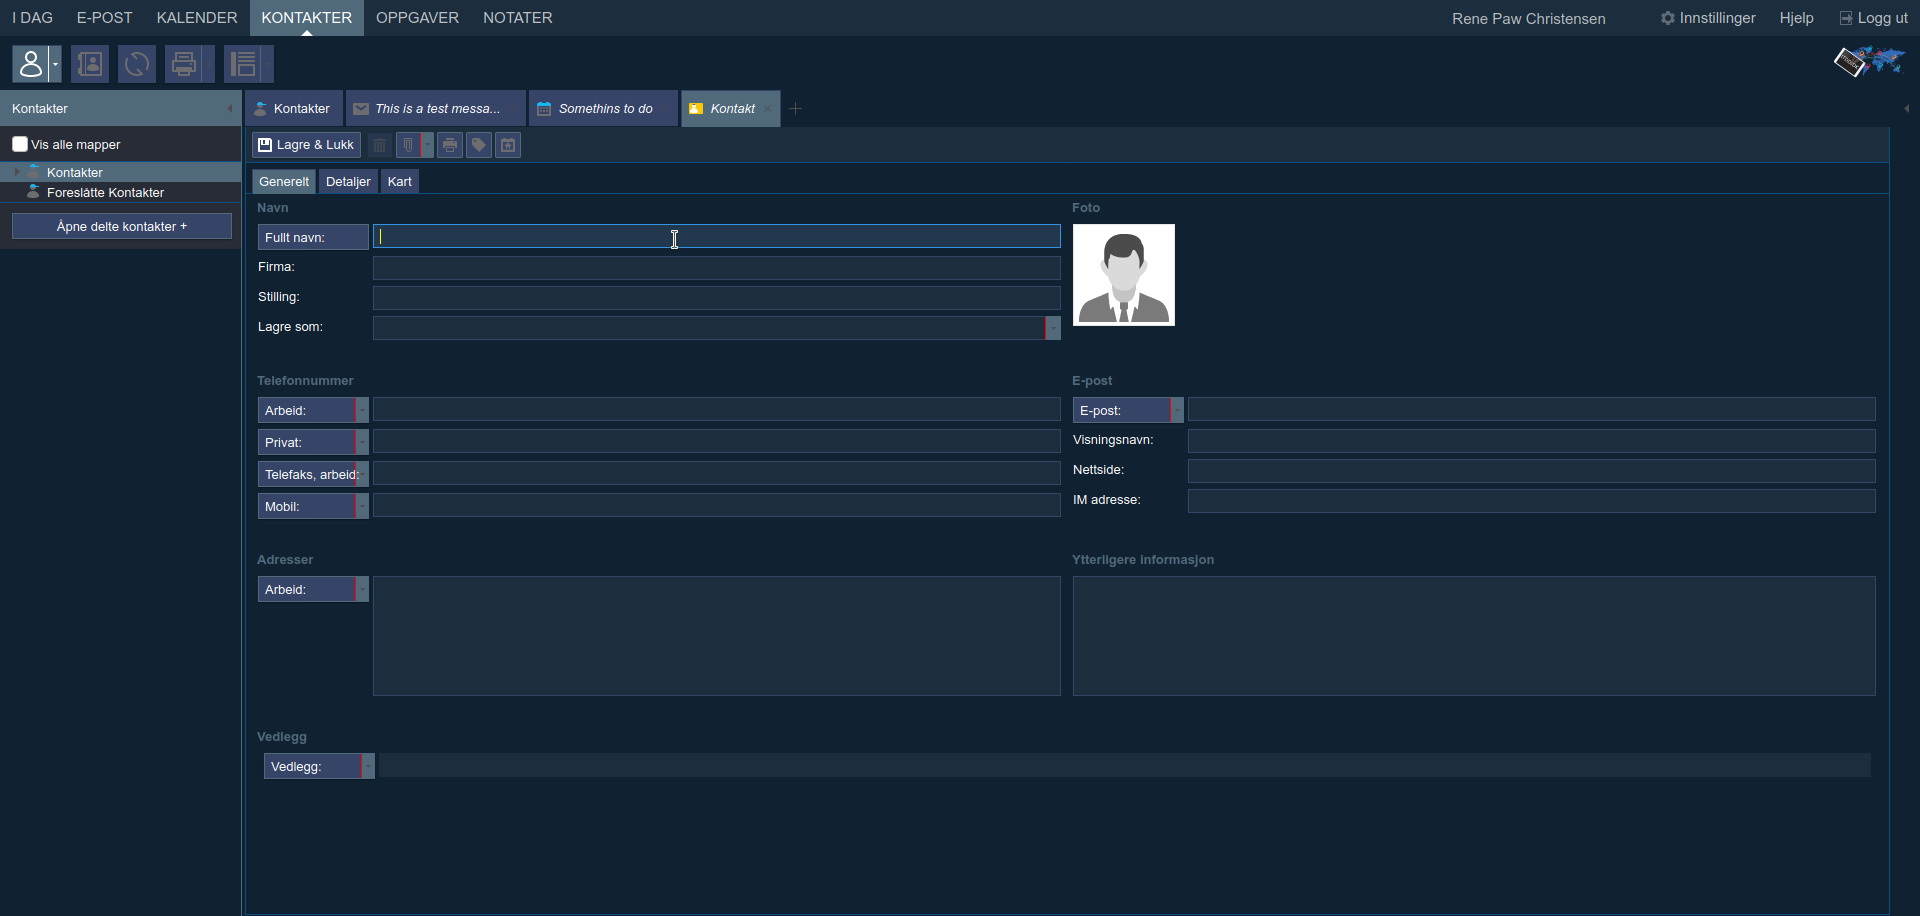 I DAG E-POST KALENDER KONTAKTER OPPGAVER NOTATER Rene Paw Christensen Innstillinger Hjelp Logg ut
Kontakter
Kontakter This is a test messa... Somethins to do Kontakt
Vis alle mapper
Lagre & Lukk
Kontakter
Foreslåtte Kontakter
Åpne delte kontakter +
Generelt Detaljer Kart
Navn Foto
Fullt navn:
Firma:
Stilling:
Lagre som:
Telefonnummer E-post
Arbeid: E-post:
Privat: Visningsnavn:
Telefaks, arbeid: Nettside:
Mobil: IM adresse:
Adresser Ytterligere informasjon
Arbeid:
Vedlegg
Vedlegg: